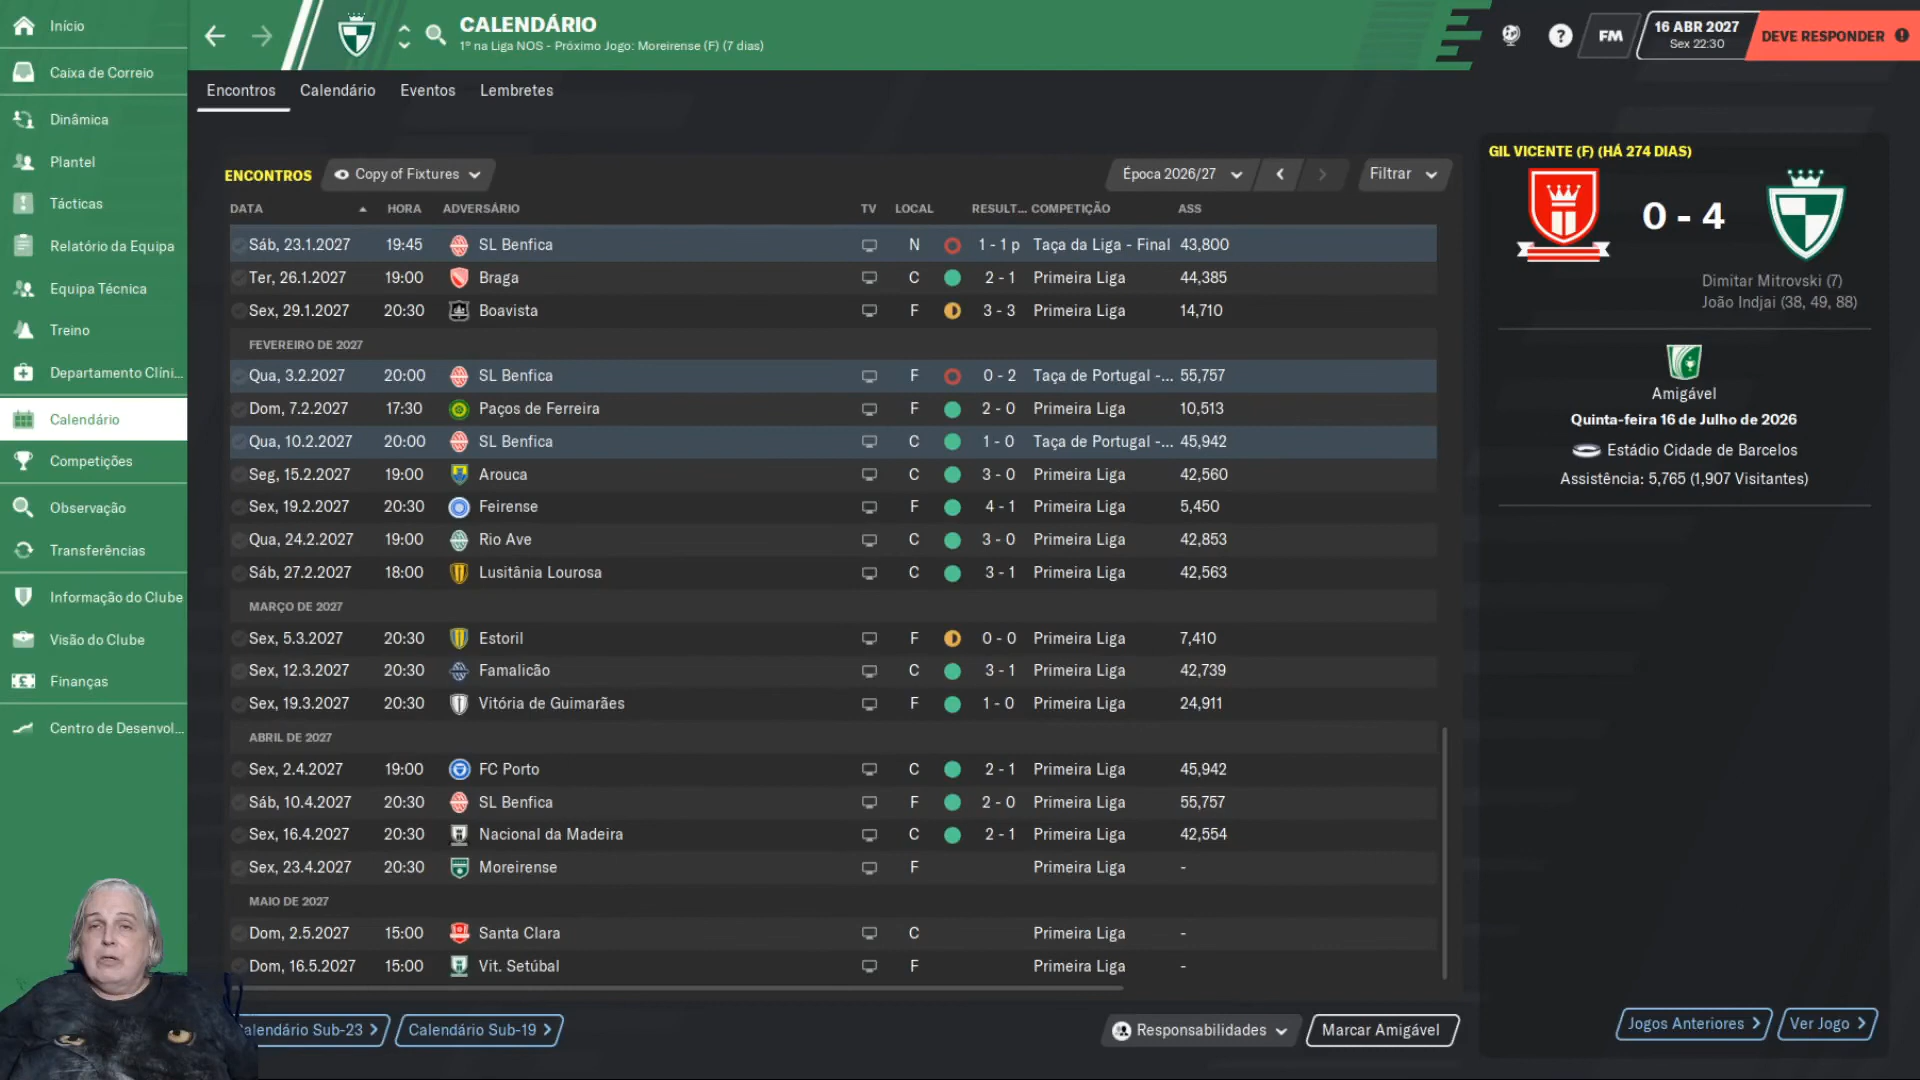 Início
Caixa de Correio
Dinâmica
Plantel
Tácticas
Relatório da Equipa
Equipa Técnica
Treino
Departamento Clíni...
Calendário
Competições
Observação
Transferências
Informação do Clube
Visão do Clube
Finanças
Centro de Desenvol...
CALENDÁRIO
1º na Liga NOS - Próximo Jogo: Moreirense (F) (7 dias)
FM
16 ABR 2027
Sex 22:30
DEVE RESPONDER
Encontros Calendário Eventos Lembretes
ENCONTROS Copy of Fixtures Época 2026/27 Filtrar
DATA HORA ADVERSÁRIO TV LOCAL RESULT... COMPETIÇÃO ASS
Sáb, 23.1.2027 19:45 SL Benfica N 1 - 1 p Taça da Liga - Final 43,800
Ter, 26.1.2027 19:00 Braga C 2 - 1 Primeira Liga 44,385
Sex, 29.1.2027 20:30 Boavista F 3 - 3 Primeira Liga 14,710
FEVEREIRO DE 2027
Qua, 3.2.2027 20:00 SL Benfica F 0 - 2 Taça de Portugal -... 55,757
Dom, 7.2.2027 17:30 Paços de Ferreira F 2 - 0 Primeira Liga 10,513
Qua, 10.2.2027 20:00 SL Benfica C 1 - 0 Taça de Portugal -... 45,942
Seg, 15.2.2027 19:00 Arouca C 3 - 0 Primeira Liga 42,560
Sex, 19.2.2027 20:30 Feirense F 4 - 1 Primeira Liga 5,450
Qua, 24.2.2027 19:00 Rio Ave C 3 - 0 Primeira Liga 42,853
Sáb, 27.2.2027 18:00 Lusitânia Lourosa C 3 - 1 Primeira Liga 42,563
MARÇO DE 2027
Sex, 5.3.2027 20:30 Estoril F 0 - 0 Primeira Liga 7,410
Sex, 12.3.2027 20:30 Famalicão C 3 - 1 Primeira Liga 42,739
Sex, 19.3.2027 20:30 Vitória de Guimarães F 1 - 0 Primeira Liga 24,911
ABRIL DE 2027
Sex, 2.4.2027 19:00 FC Porto C 2 - 1 Primeira Liga 45,942
Sáb, 10.4.2027 20:30 SL Benfica F 2 - 0 Primeira Liga 55,757
Sex, 16.4.2027 20:30 Nacional da Madeira C 2 - 1 Primeira Liga 42,554
Sex, 23.4.2027 20:30 Moreirense F Primeira Liga -
MAIO DE 2027
Dom, 2.5.2027 15:00 Santa Clara C Primeira Liga -
Dom, 16.5.2027 15:00 Vit. Setúbal F Primeira Liga -
alendário Sub-23 Calendário Sub-19 Responsabilidades Marcar Amigável
GIL VICENTE (F) (HÁ 274 DIAS)
0 - 4
Dimitar Mitrovski (7)
João Indjai (38, 49, 88)
Amigável
Quinta-feira 16 de Julho de 2026
Estádio Cidade de Barcelos
Assistência: 5,765 (1,907 Visitantes)
Jogos Anteriores Ver Jogo